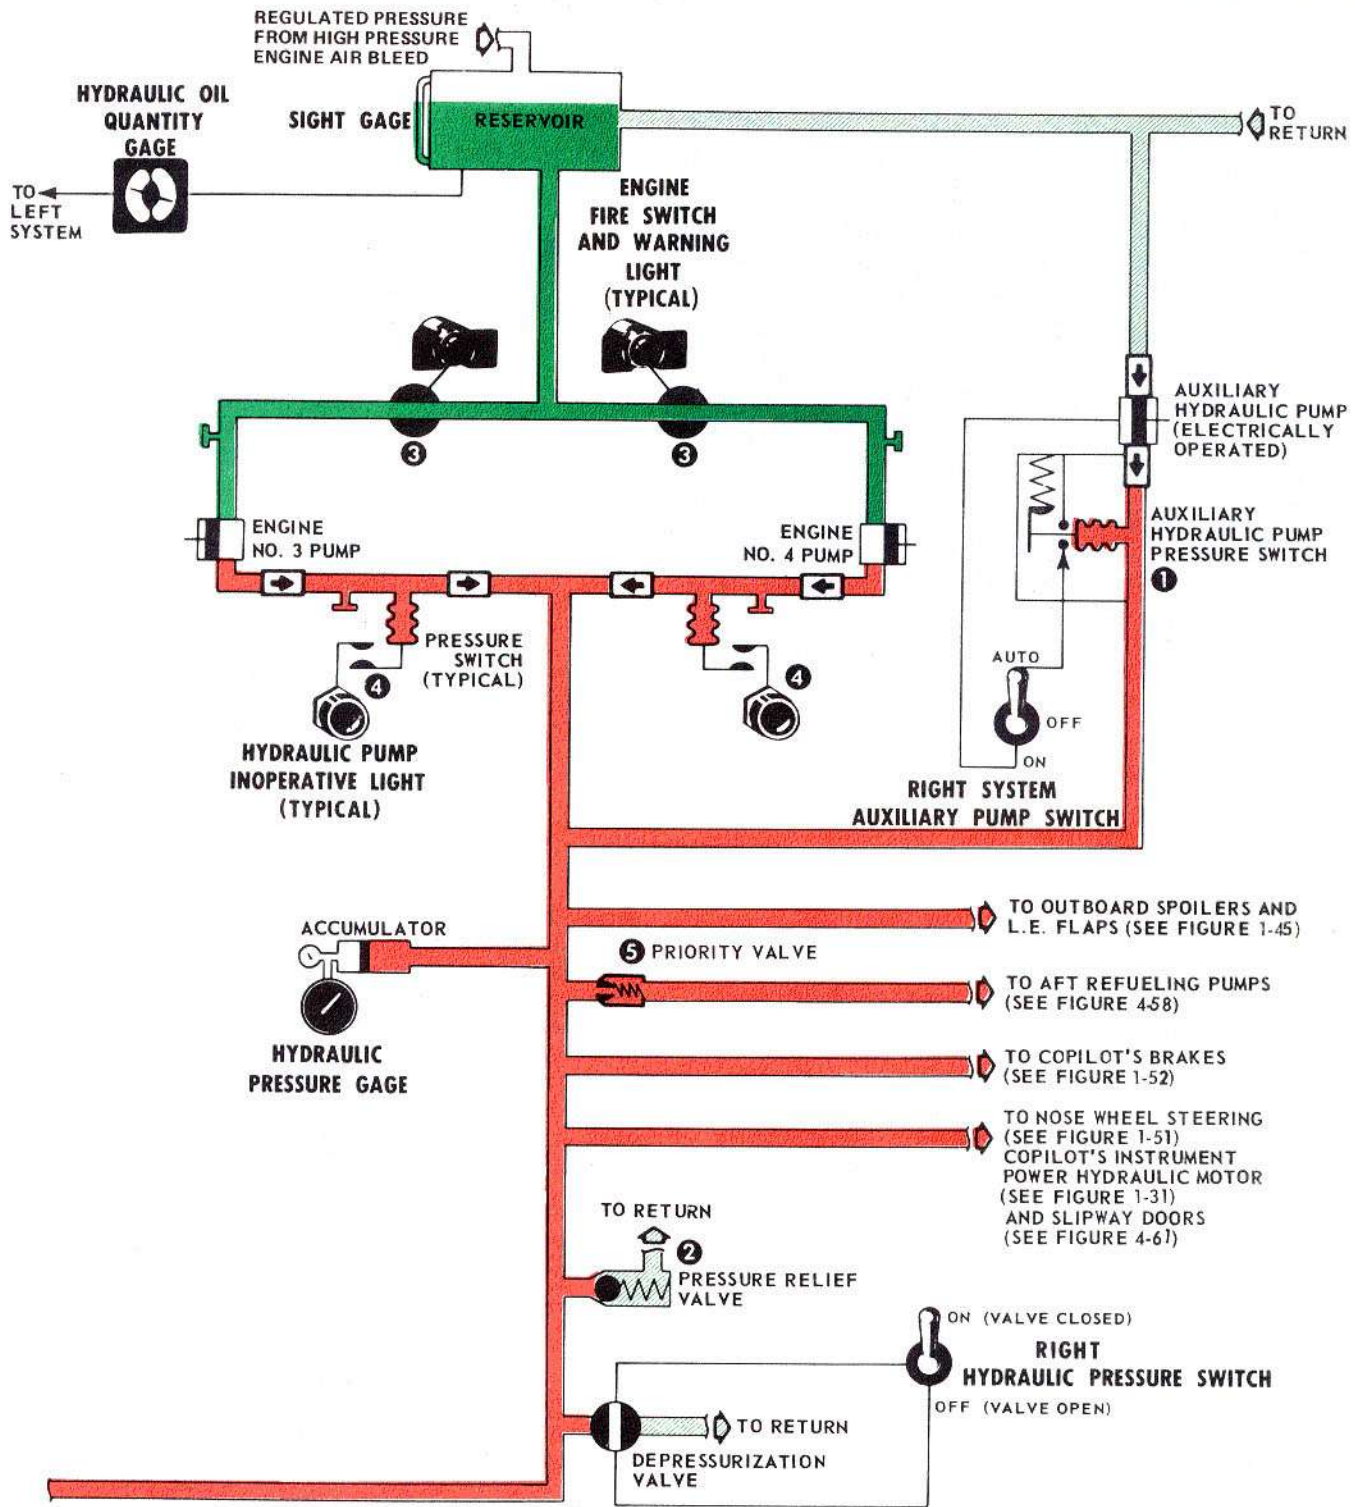 REGULATED PRESSURE
FROM HIGH PRESSURE
ENGINE AIR BLEED
HYDRAULIC OIL
QUANTITY
GAGE
SIGHT GAGE
RESERVOIR
TO
RETURN
TO
LEFT
SYSTEM
ENGINE
FIRE SWITCH
AND WARNING
LIGHT
(TYPICAL)
3
3
AUXILIARY
HYDRAULIC PUMP
(ELECTRICALLY
OPERATED)
ENGINE
NO. 3 PUMP
ENGINE
NO. 4 PUMP
AUXILIARY
HYDRAULIC PUMP
PRESSURE SWITCH
1
PRESSURE
SWITCH
(TYPICAL)
4
4
HYDRAULIC PUMP
INOPERATIVE LIGHT
(TYPICAL)
AUTO
OFF
ON
RIGHT SYSTEM
AUXILIARY PUMP SWITCH
TO OUTBOARD SPOILERS AND
L.E. FLAPS (SEE FIGURE 1-45)
ACCUMULATOR
5 PRIORITY VALVE
TO AFT REFUELING PUMPS
(SEE FIGURE 4-58)
HYDRAULIC
PRESSURE GAGE
TO COPILOT'S BRAKES
(SEE FIGURE 1-52)
TO NOSE WHEEL STEERING
(SEE FIGURE 1-51)
COPILOT'S INSTRUMENT
POWER HYDRAULIC MOTOR
(SEE FIGURE 1-31)
AND SLIPWAY DOORS
(SEE FIGURE 4-61)
TO RETURN
2
PRESSURE RELIEF
VALVE
ON (VALVE CLOSED)
RIGHT
HYDRAULIC PRESSURE SWITCH
OFF (VALVE OPEN)
TO RETURN
DEPRESSURIZATION
VALVE